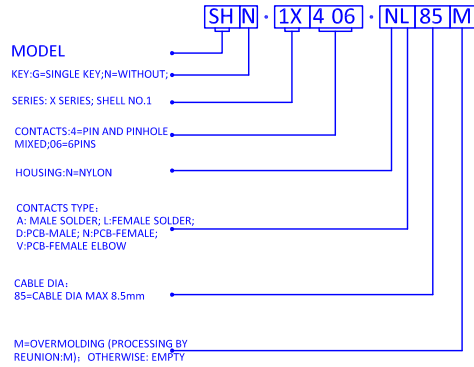 SH N · 1X 4 06 · NL 85 M
MODEL
KEY:G=SINGLE KEY;N=WITHOUT;
SERIES: X SERIES; SHELL NO.1
CONTACTS:4=PIN AND PINHOLE
MIXED;06=6PINS
HOUSING:N=NYLON
CONTACTS TYPE:
A: MALE SOLDER; L:FEMALE SOLDER;
D:PCB-MALE; N:PCB-FEMALE;
V:PCB-FEMALE ELBOW
CABLE DIA:
85=CABLE DIA MAX 8.5mm
M=OVERMOLDING (PROCESSING BY
REUNION:M); OTHERWISE: EMPTY